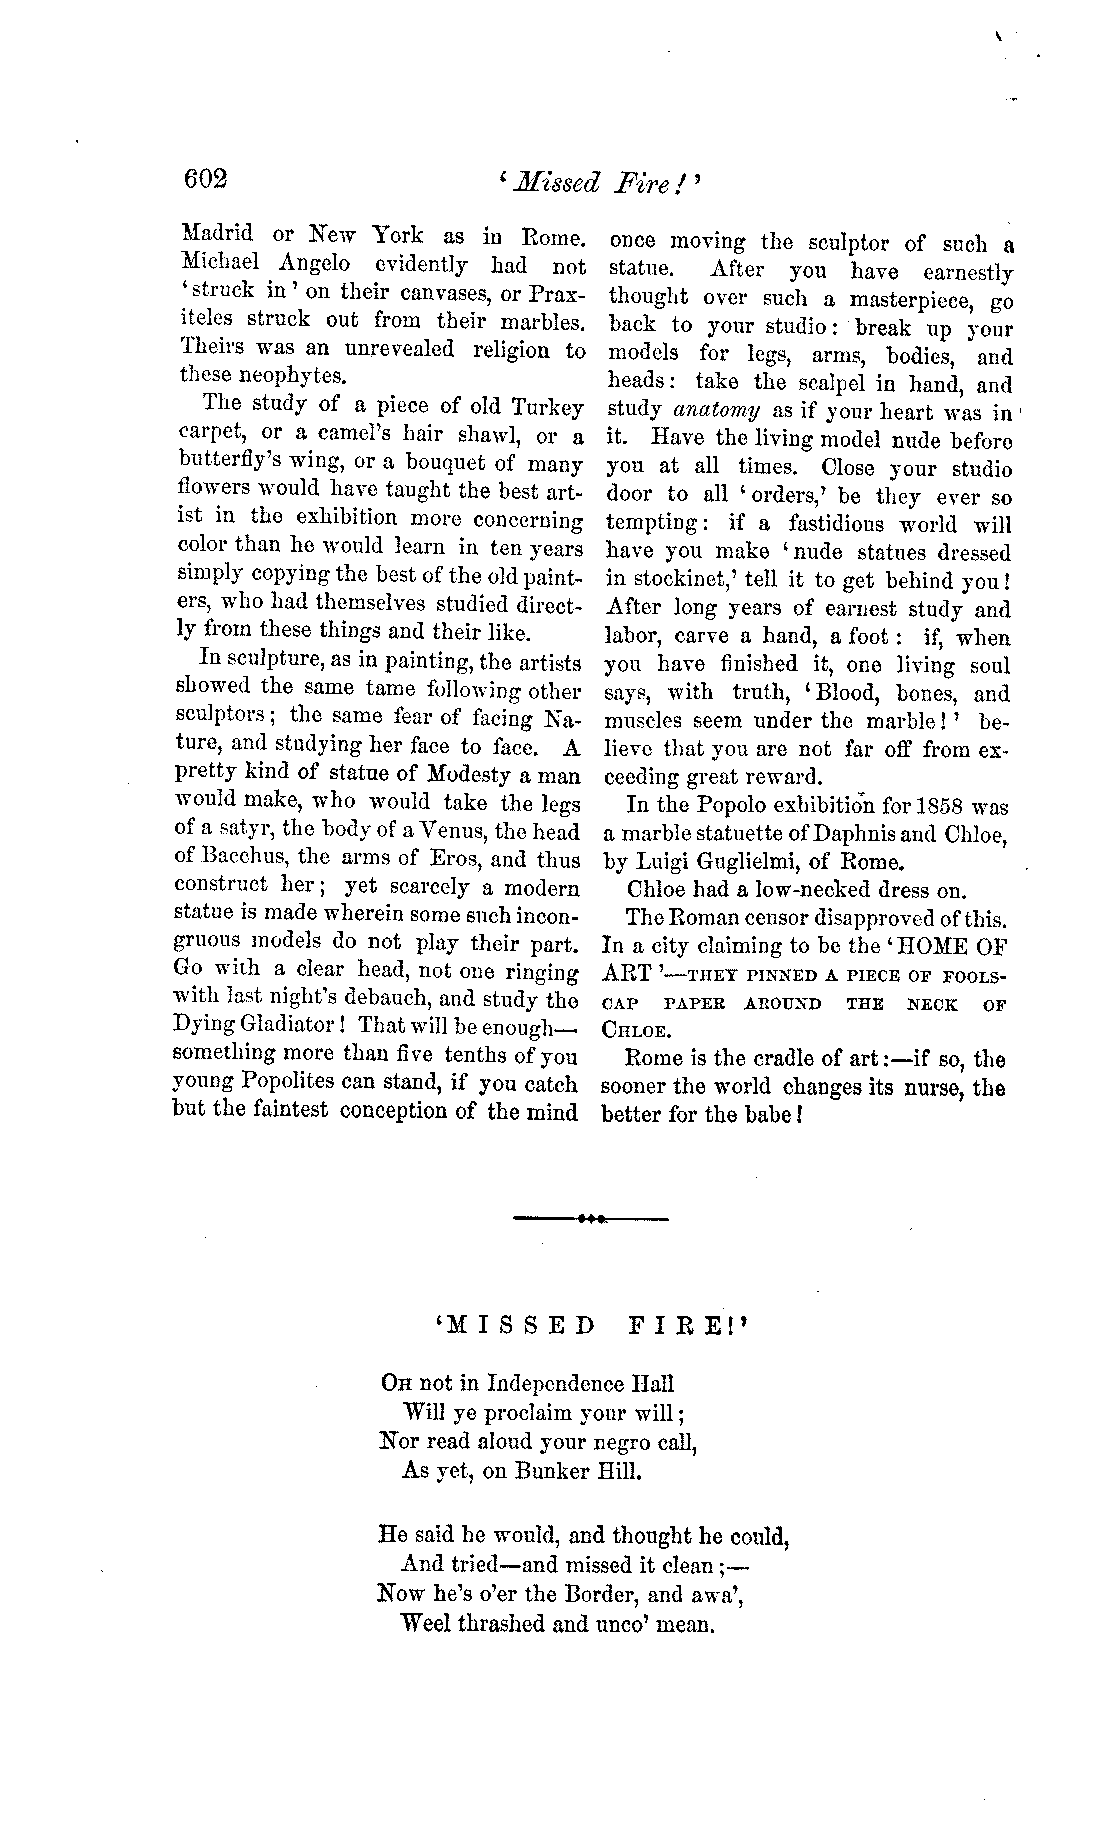 602
‘Missed Fire!’
Madrid or New York as in Rome.
Michael Angelo evidently had not
‘struck in’ on their canvases, or Prax-
iteles struck out from their marbles.
Theirs was an unrevealed religion to
these neophytes.
The study of a piece of old Turkey
carpet, or a camel's hair shawl, or a
butterfly's wing, or a bouquet of many
flowers would have taught the best art-
ist in the exhibition more concerning
color than he would learn in ten years
simply copying the best of the old paint-
ers, who had themselves studied direct-
ly from these things and their like.
In sculpture, as in painting, the artists
showed the same tame following other
sculptors; the same fear of facing Na-
ture, and studying her face to face. A
pretty kind of statue of Modesty a man
would make, who would take the legs
of a satyr, the body of a Venus, the head
of Bacchus, the arms of Eros, and thus
construct her; yet scarcely a modern
statue is made wherein some such incon-
gruous models do not play their part.
Go with a clear head, not one ringing
with last night's debauch, and study the
Dying Gladiator! That will be enough—
something more than five tenths of you
young Popolites can stand, if you catch
but the faintest conception of the mind
once moving the sculptor of such a
statue. After you have earnestly
thought over such a masterpiece, go
back to your studio: break up your
models for legs, arms, bodies, and
heads: take the scalpel in hand, and
study anatomy as if your heart was in
it. Have the living model nude before
you at all times. Close your studio
door to all ‘orders,’ be they ever so
tempting: if a fastidious world will
have you make ‘nude statues dressed
in stockinet,’ tell it to get behind you!
After long years of earnest study and
labor, carve a hand, a foot: if, when
you have finished it, one living soul
says, with truth, ‘Blood, bones, and
muscles seem under the marble!’ be-
lieve that you are not far off from ex-
ceeding great reward.
In the Popolo exhibition for 1858 was
a marble statuette of Daphnis and Chloe,
by Luigi Guglielmi, of Rome.
Chloe had a low-necked dress on.
The Roman censor disapproved of this.
In a city claiming to be the ‘HOME OF
ART’—THEY PINNED A PIECE OF FOOLS-
CAP PAPER AROUND THE NECK OF
CHLOE.
Rome is the cradle of art:—if so, the
sooner the world changes its nurse, the
better for the babe!
‘MISSED FIRE!’
OH not in Independence Hall
Will ye proclaim your will;
Nor read aloud your negro call,
As yet, on Bunker Hill.
He said he would, and thought he could,
And tried—and missed it clean;—
Now he's o'er the Border, and awa',
Weel thrashed and unco' mean.